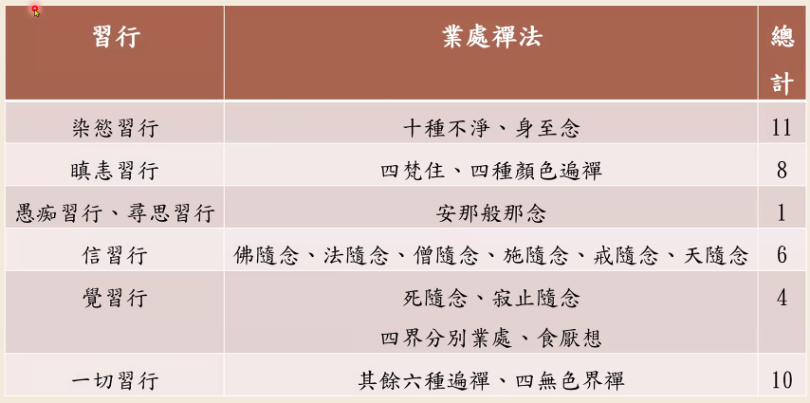 習行 業處禪法 總計
染慾習行 十種不淨、身至念 11
瞋恚習行 四梵住、四種顏色遍禪 8
愚痴習行、尋思習行 安那般那念 1
信習行 佛隨念、法隨念、僧隨念、施隨念、戒隨念、天隨念 6
覺習行 死隨念、寂止隨念 4
四界分別業處、食厭想
一切習行 其餘六種遍禪、四無色界禪 10